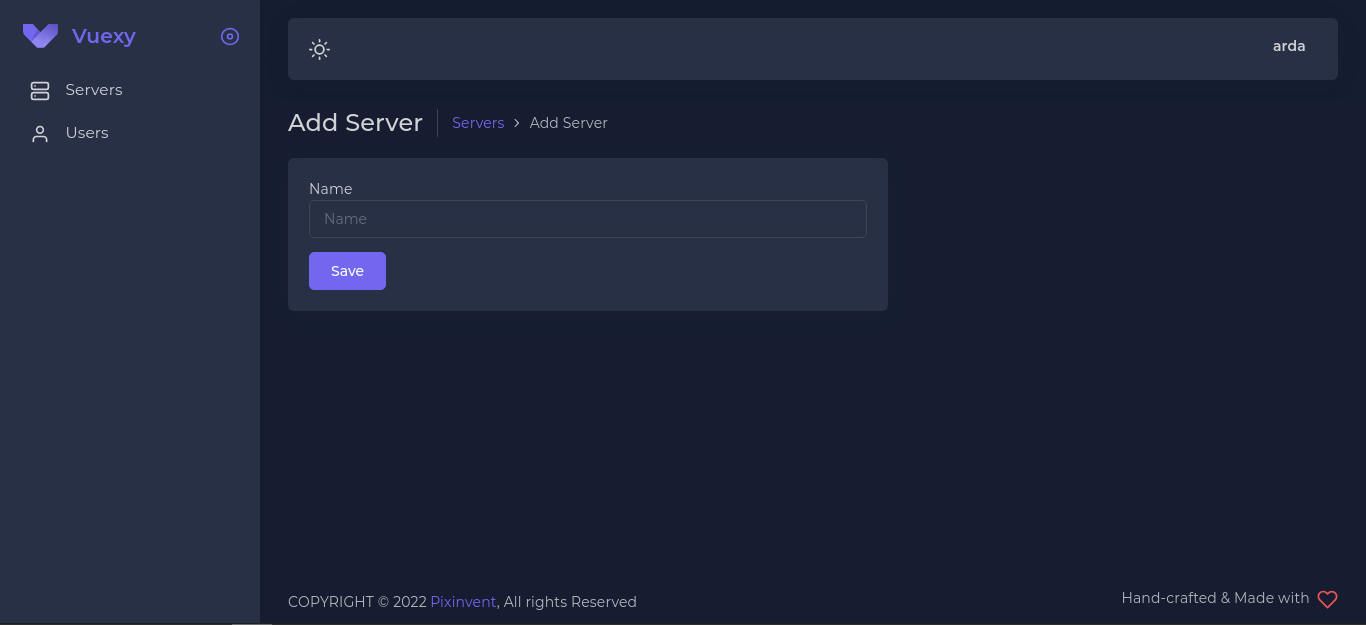 Vuexy
Servers
Users
arda
Add Server
Servers > Add Server
Name
Name
Save
COPYRIGHT © 2022 Pixinvent, All rights Reserved
Hand-crafted & Made with